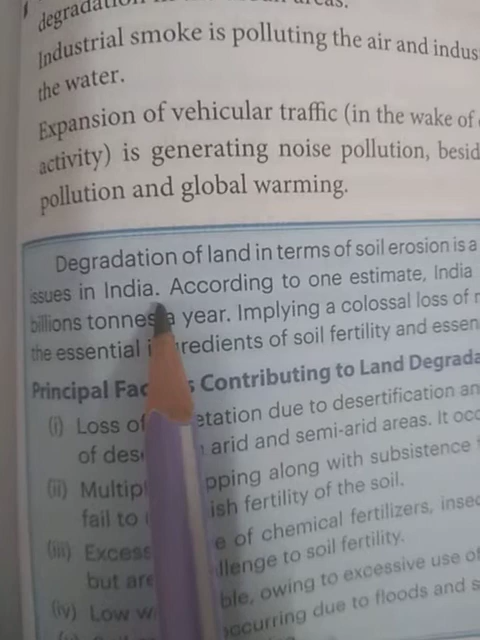 degradation
Industrial smoke is polluting the air and indus
the water.
Expansion of vehicular traffic (in the wake of
activity) is generating noise pollution, besid
pollution and global warming.
Degradation of land in terms of soil erosion is a
issues in India. According to one estimate, India
billions tonnes a year. Implying a colossal loss of
the essential i redients of soil fertility and essen
Principal Fac s Contributing to Land Degrada
(i) Loss of etation due to desertification an
of des arid and semi-arid areas. It occ
(ii) Multip pping along with subsistence
fail to ish fertility of the soil.
(iii) Excess e of chemical fertilizers, insec
but are llenge to soil fertility.
(iv) Low w ble, owing to excessive use of
occurring due to floods and s